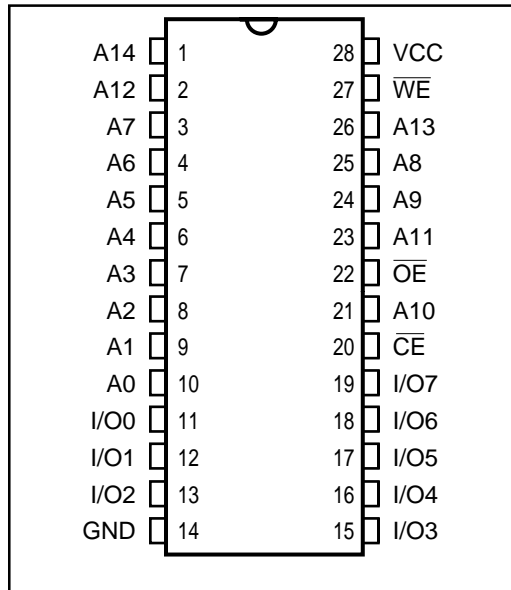 A14 1 28 VCC
A12 2 27 W̅E̅
A7 3 26 A13
A6 4 25 A8
A5 5 24 A9
A4 6 23 A11
A3 7 22 O̅E̅
A2 8 21 A10
A1 9 20 C̅E̅
A0 10 19 I/O7
I/O0 11 18 I/O6
I/O1 12 17 I/O5
I/O2 13 16 I/O4
GND 14 15 I/O3